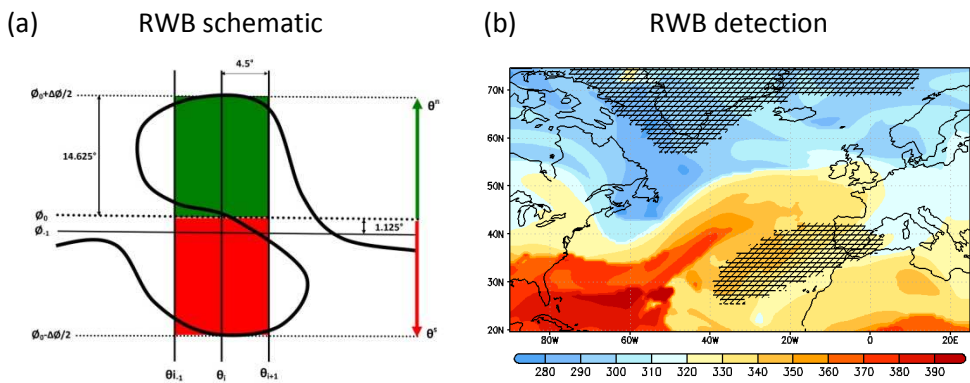 (a) RWB schematic
4.5°
Ø₀+ΔØ/2
θⁿ
14.625°
Ø₀
Ø₋₁
1.125°
Ø₀-ΔØ/2
θˢ
θi₋₁ θᵢ θᵢ₊₁
(b) RWB detection
70N
60N
50N
40N
30N
20N
80W 60W 40W 20W 0 20E
280 290 300 310 320 330 340 350 360 370 380 390